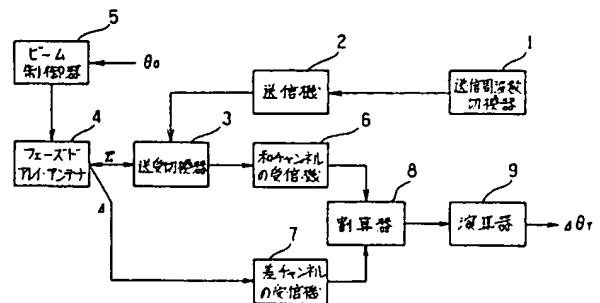 5
ビーム
制御器
θo
2
送信機
1
送信周波数
切換器
4
フェーズド
アレイ・アンテナ
Σ
3
送受切換器
6
和チャンネル
の受信機
8
割算器
9
演算器
ΔθT
Δ
7
差チャンネル
の受信機